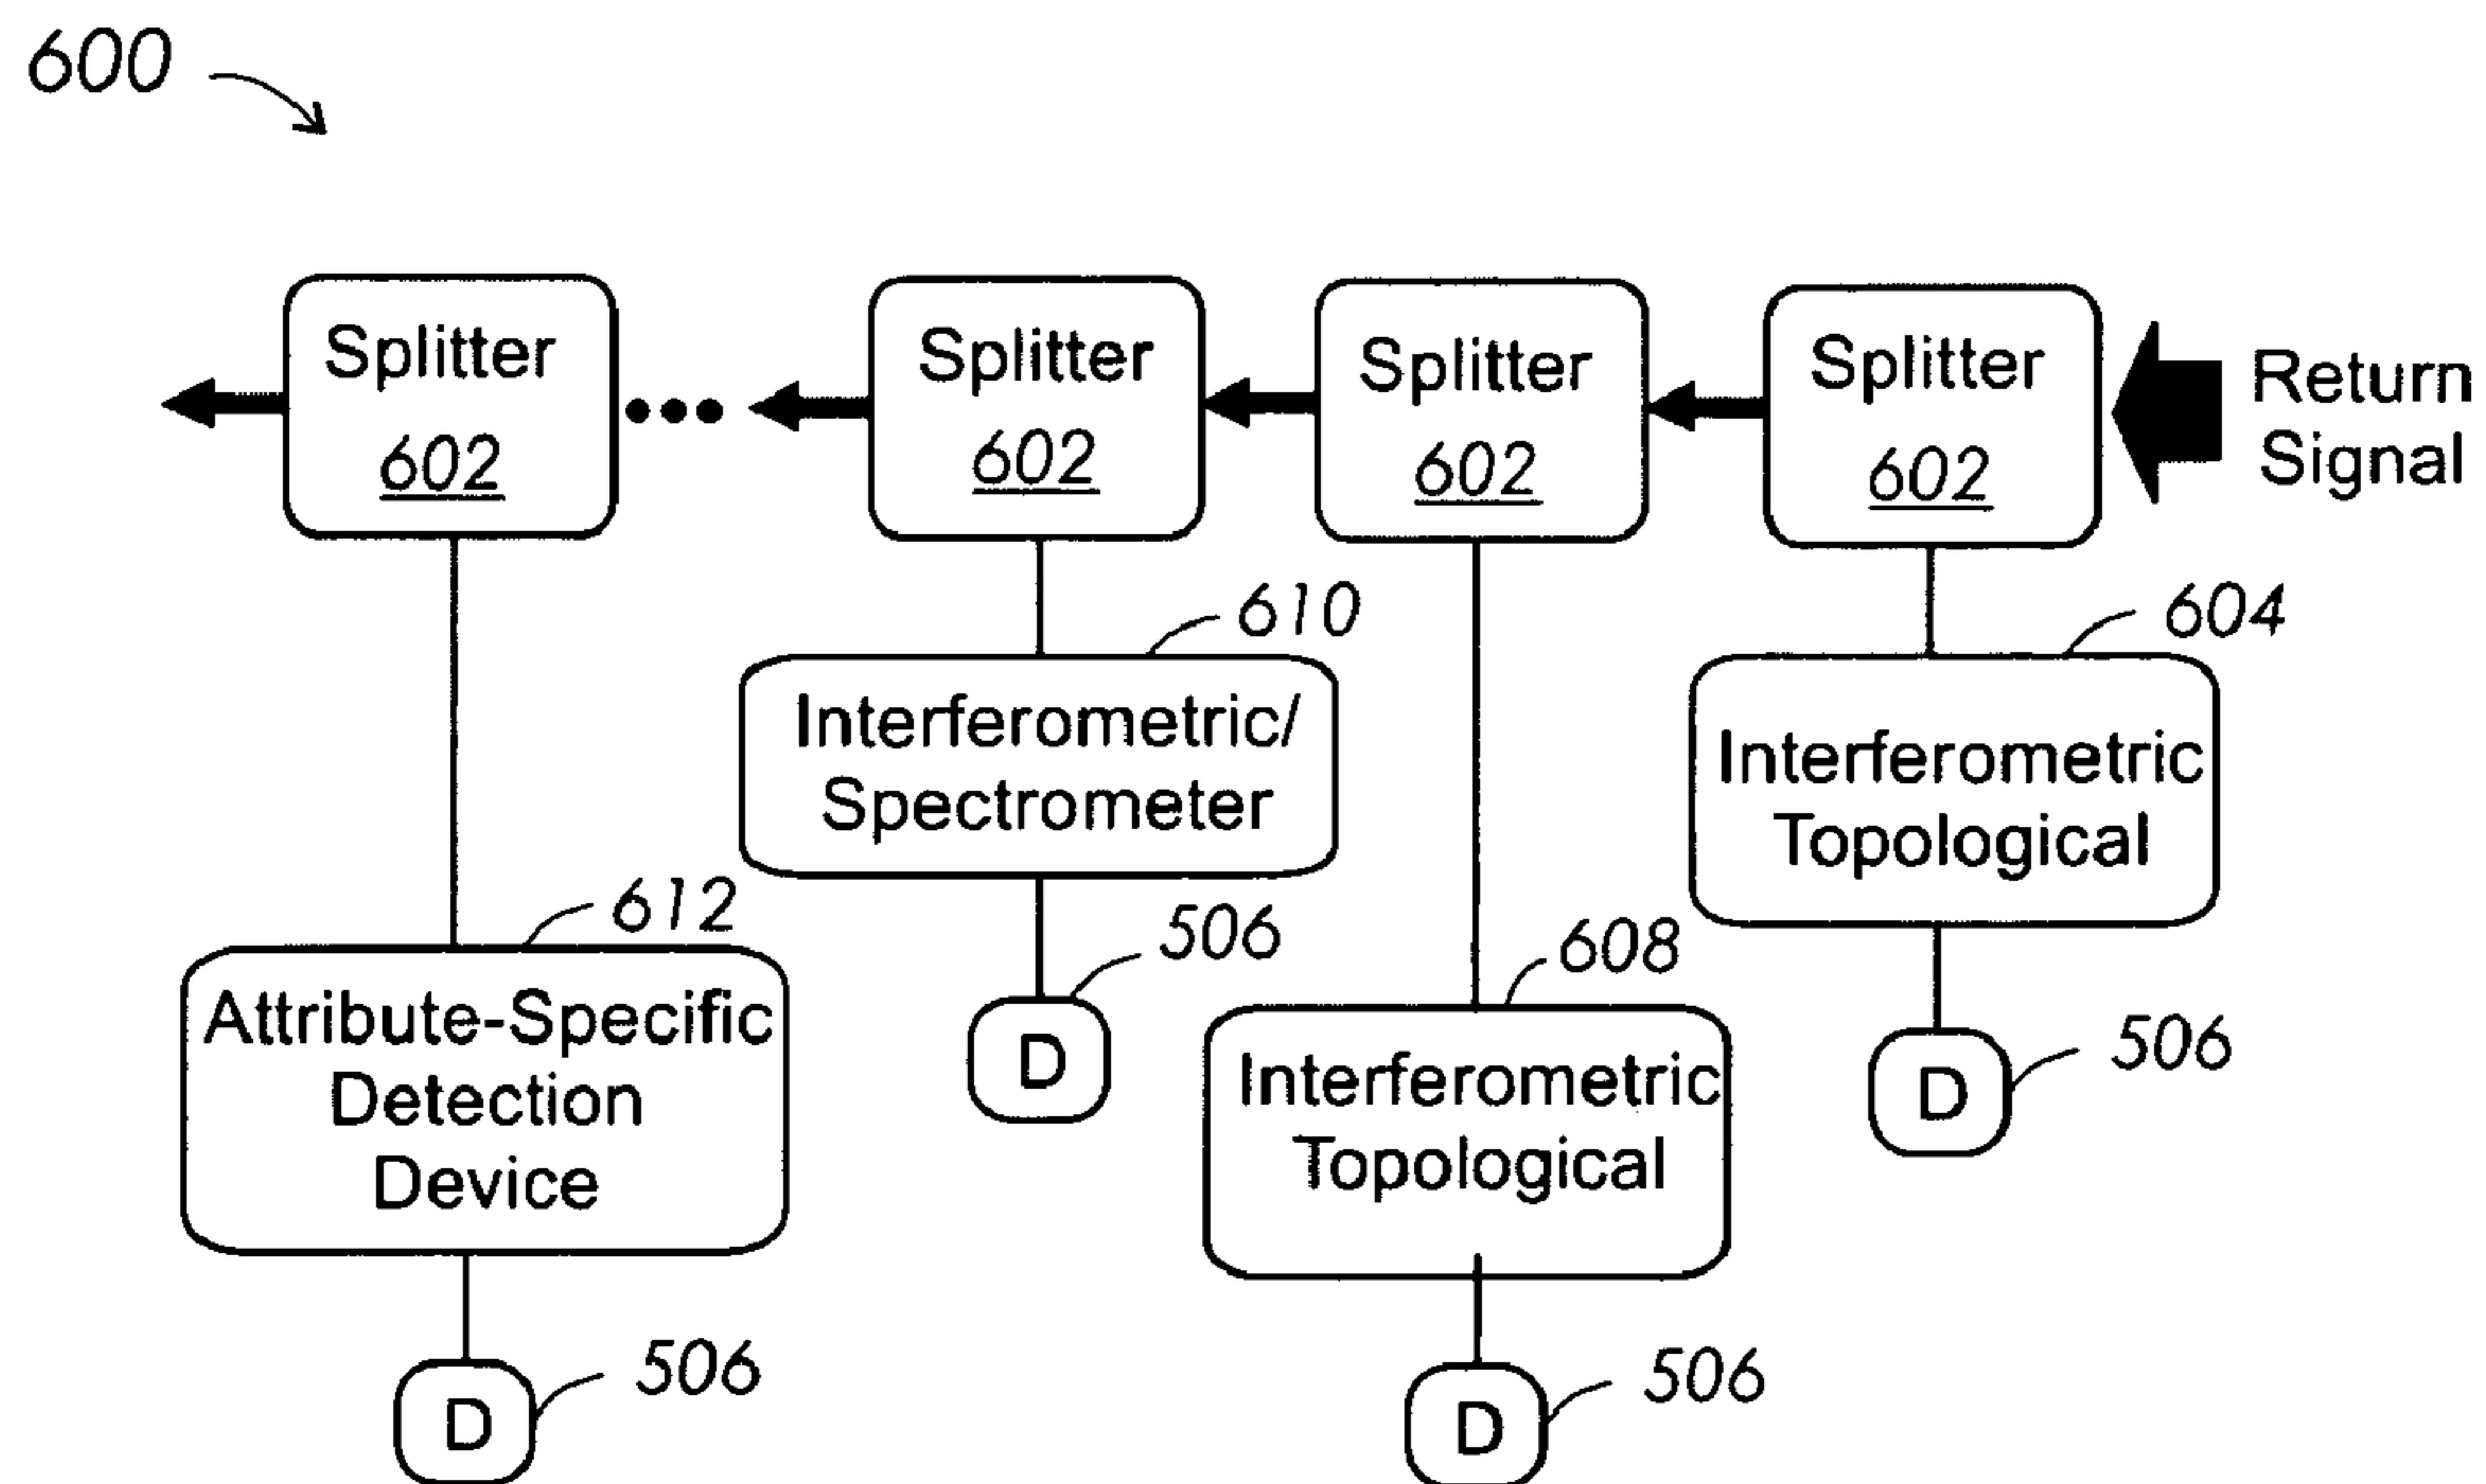 600
Splitter
602
Splitter
602
Splitter
602
Splitter
602
Return
Signal
610
604
Interferometric/
Spectrometer
Interferometric
Topological
612
506
608
Attribute-Specific
Detection
Device
D
Interferometric
Topological
506
D
506
D
506
D